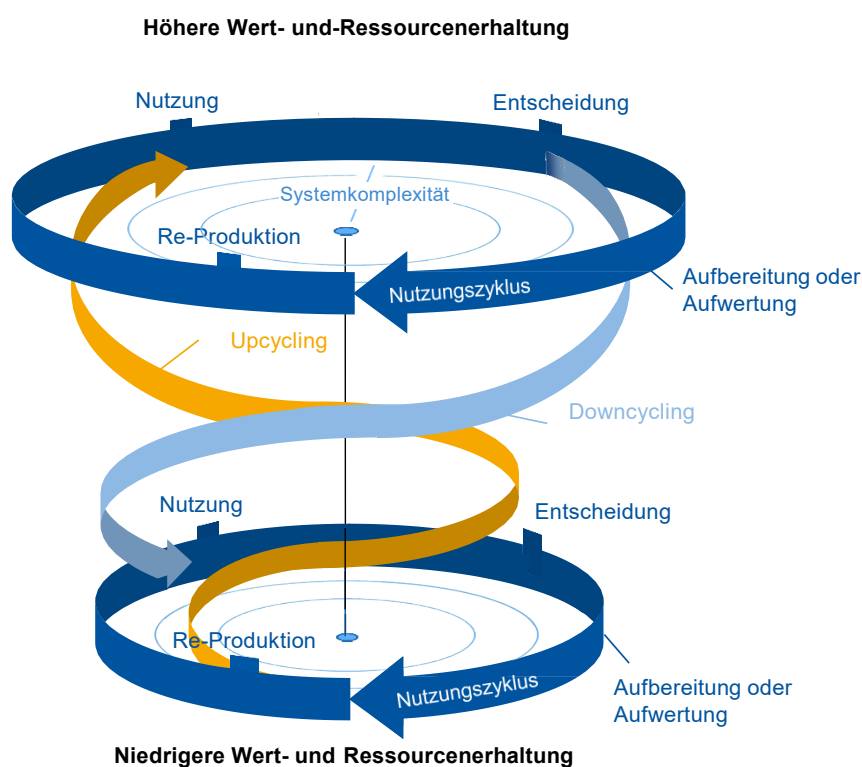 Höhere Wert- und-Ressourcenerhaltung
Nutzung
Entscheidung
Systemkomplexität
Re-Produktion
Nutzungszyklus
Aufbereitung oder
Aufwertung
Upcycling
Downcycling
Nutzung
Entscheidung
Re-Produktion
Nutzungszyklus
Aufbereitung oder
Aufwertung
Niedrigere Wert- und Ressourcenerhaltung